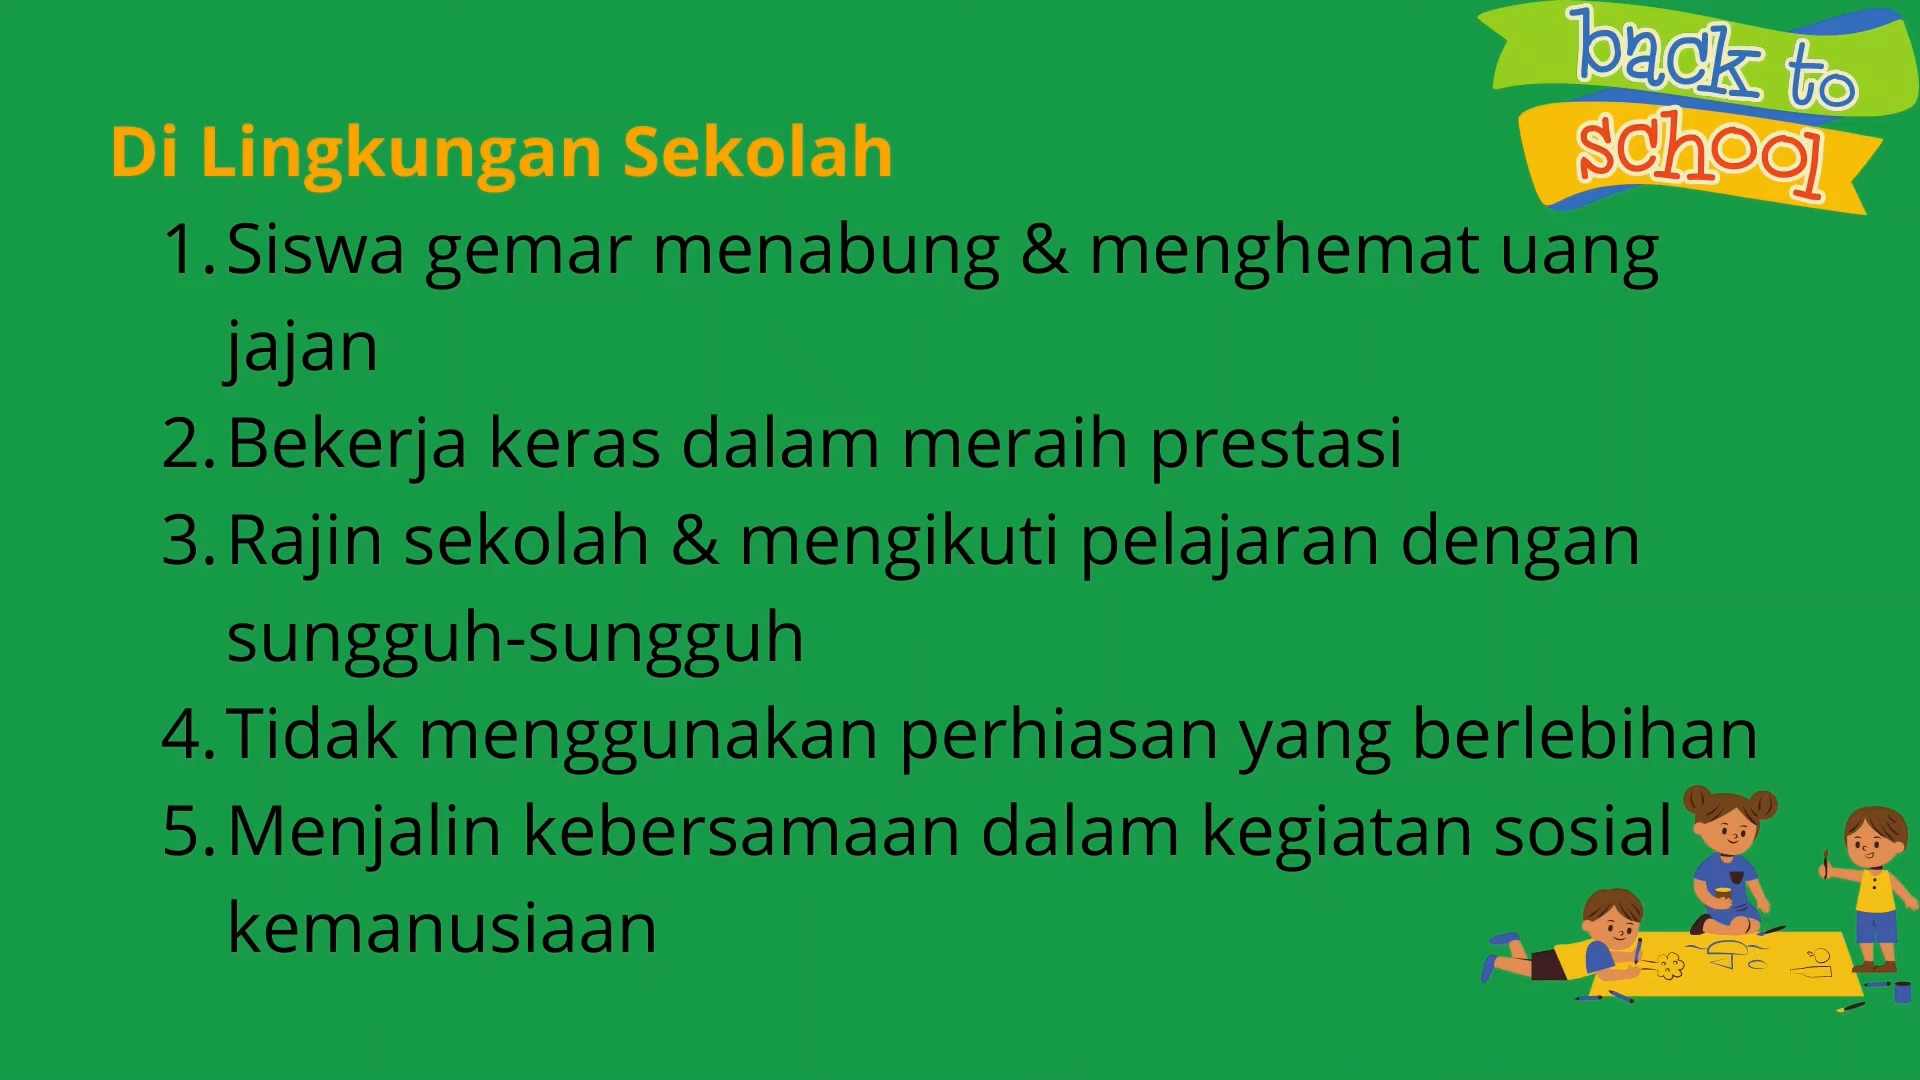 back to
school
Di Lingkungan Sekolah
1. Siswa gemar menabung & menghemat uang
jajan
2. Bekerja keras dalam meraih prestasi
3. Rajin sekolah & mengikuti pelajaran dengan
sungguh-sungguh
4. Tidak menggunakan perhiasan yang berlebihan
5. Menjalin kebersamaan dalam kegiatan sosial
kemanusiaan